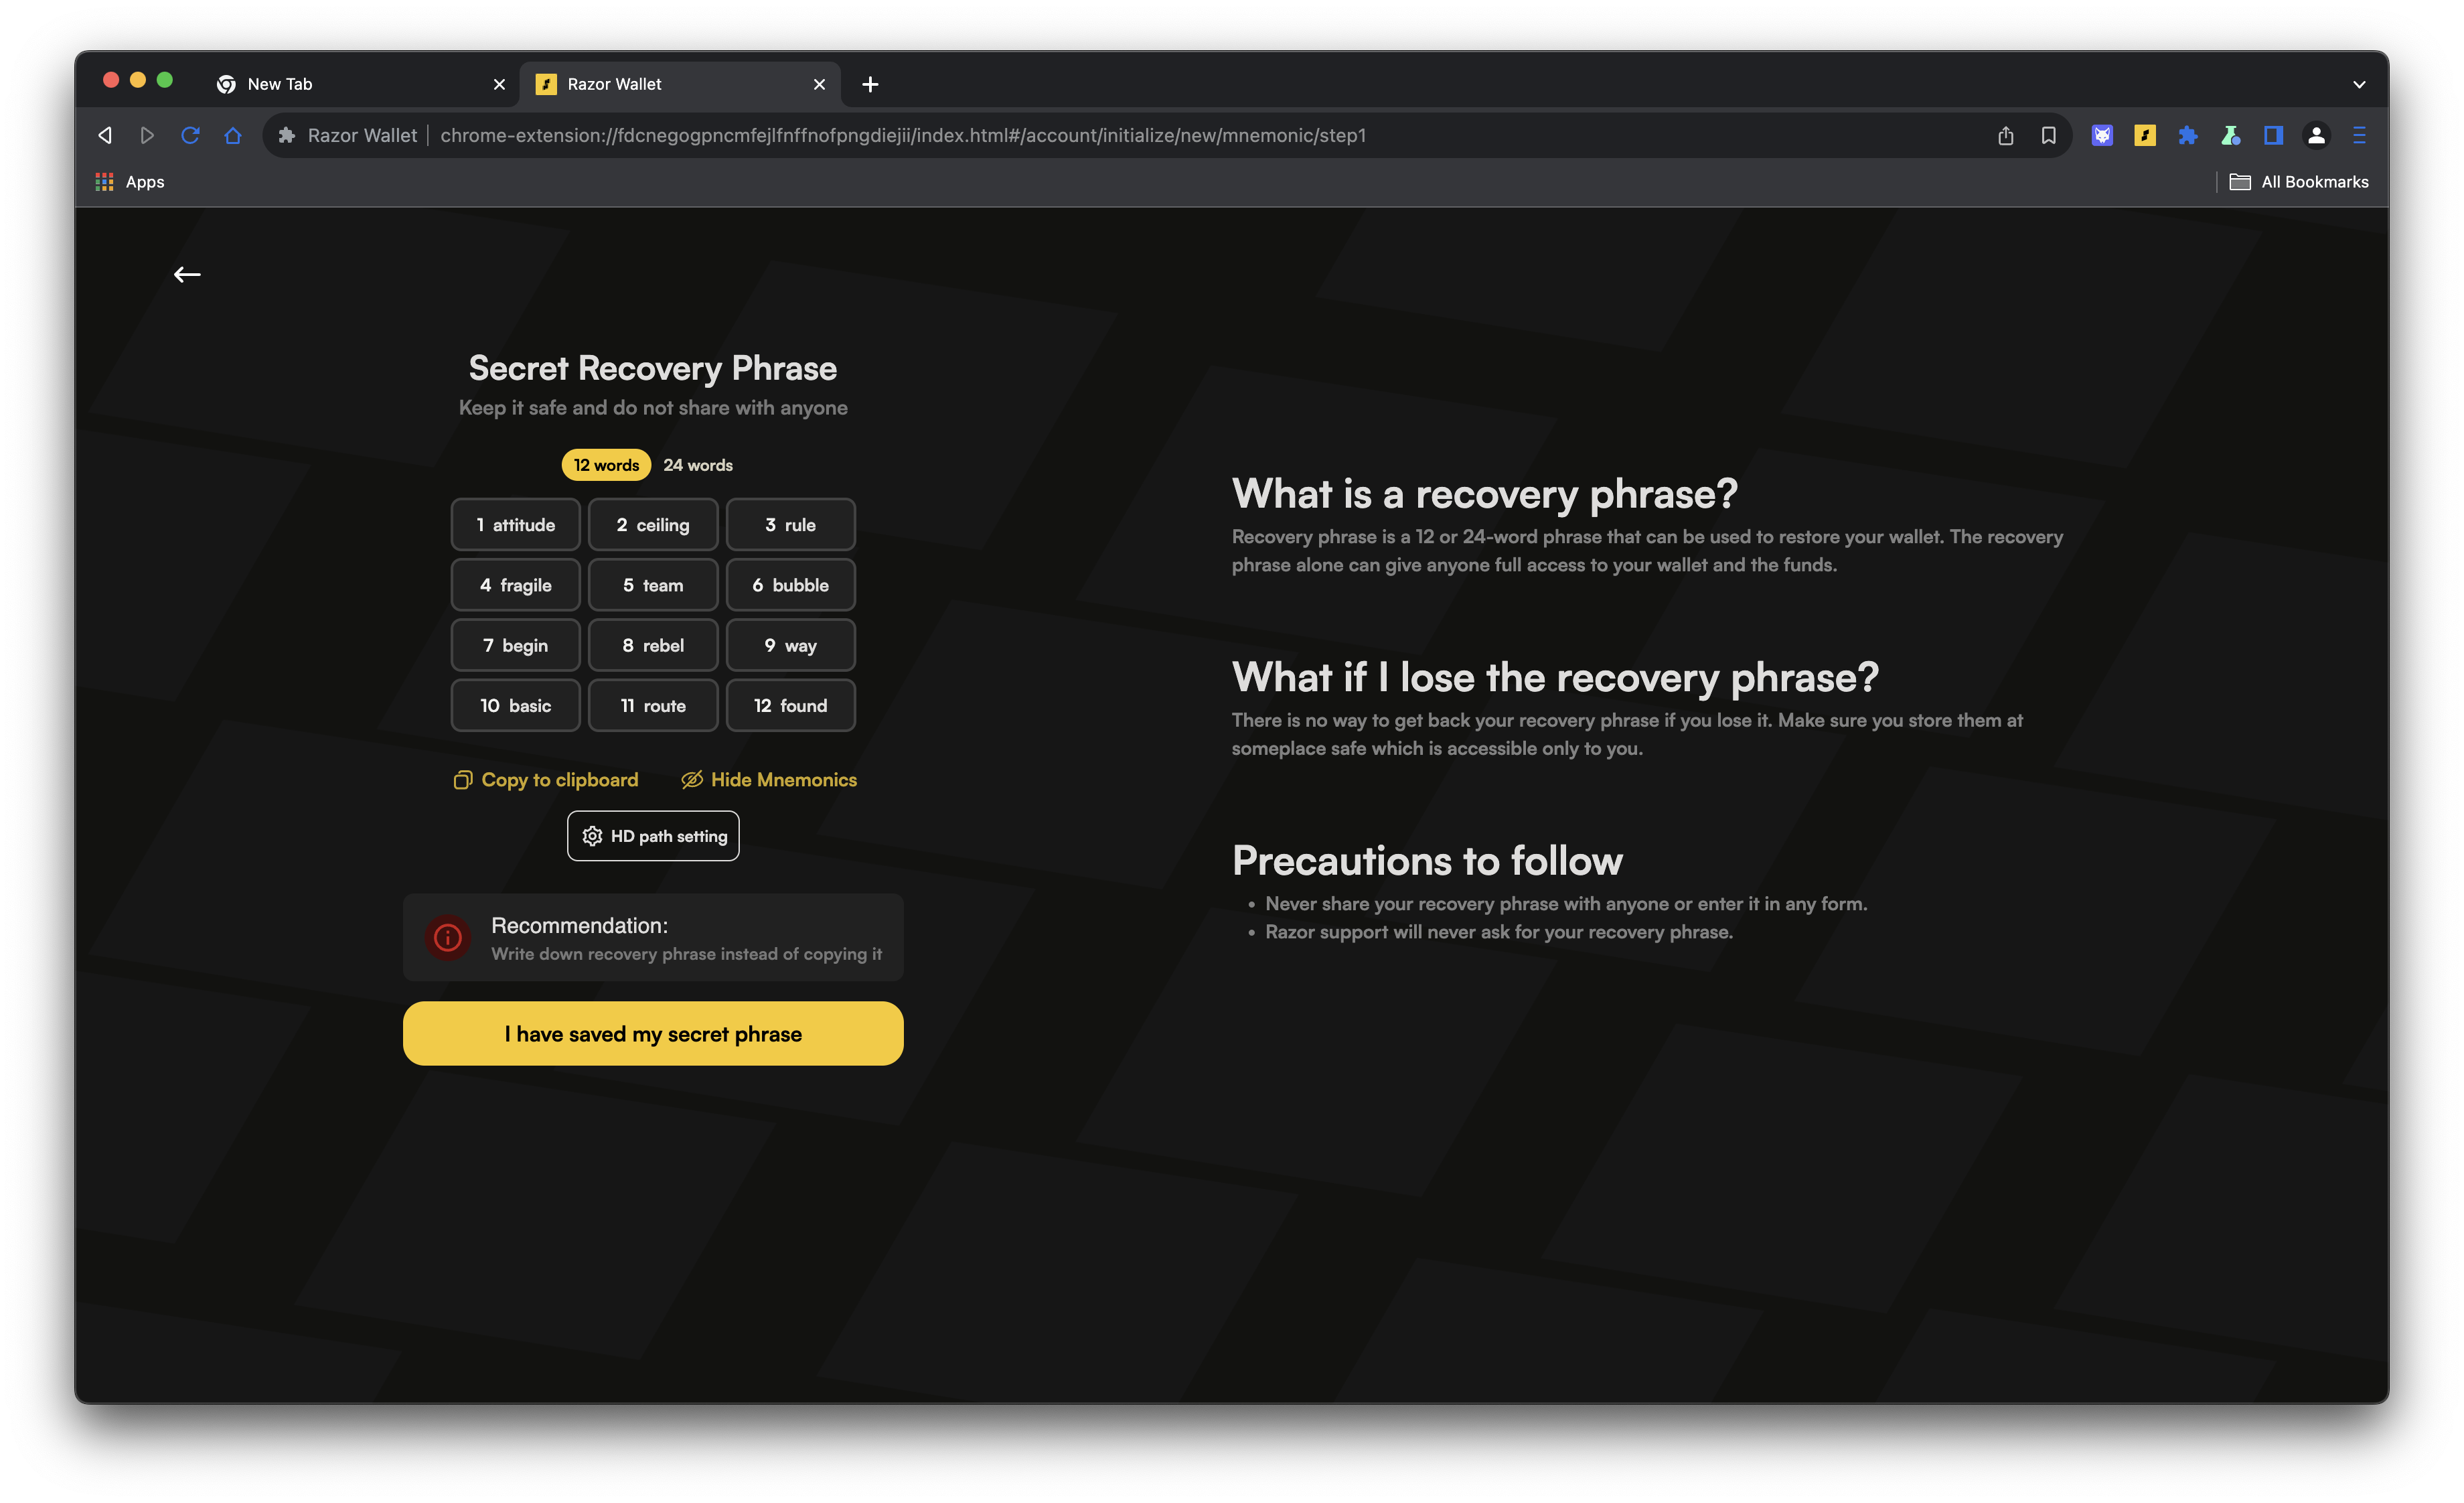 New Tab
Razor Wallet
Razor Wallet chrome-extension://fdcnegogpncmfejlfnffnofpngdiejii/index.html#/account/initialize/new/mnemonic/step1
Apps
All Bookmarks
Secret Recovery Phrase
Keep it safe and do not share with anyone
12 words 24 words
1 attitude 2 ceiling 3 rule
4 fragile 5 team 6 bubble
7 begin 8 rebel 9 way
10 basic 11 route 12 found
Copy to clipboard Hide Mnemonics
HD path setting
Recommendation:
Write down recovery phrase instead of copying it
I have saved my secret phrase
What is a recovery phrase?
Recovery phrase is a 12 or 24-word phrase that can be used to restore your wallet. The recovery
phrase alone can give anyone full access to your wallet and the funds.
What if I lose the recovery phrase?
There is no way to get back your recovery phrase if you lose it. Make sure you store them at
someplace safe which is accessible only to you.
Precautions to follow
• Never share your recovery phrase with anyone or enter it in any form.
• Razor support will never ask for your recovery phrase.